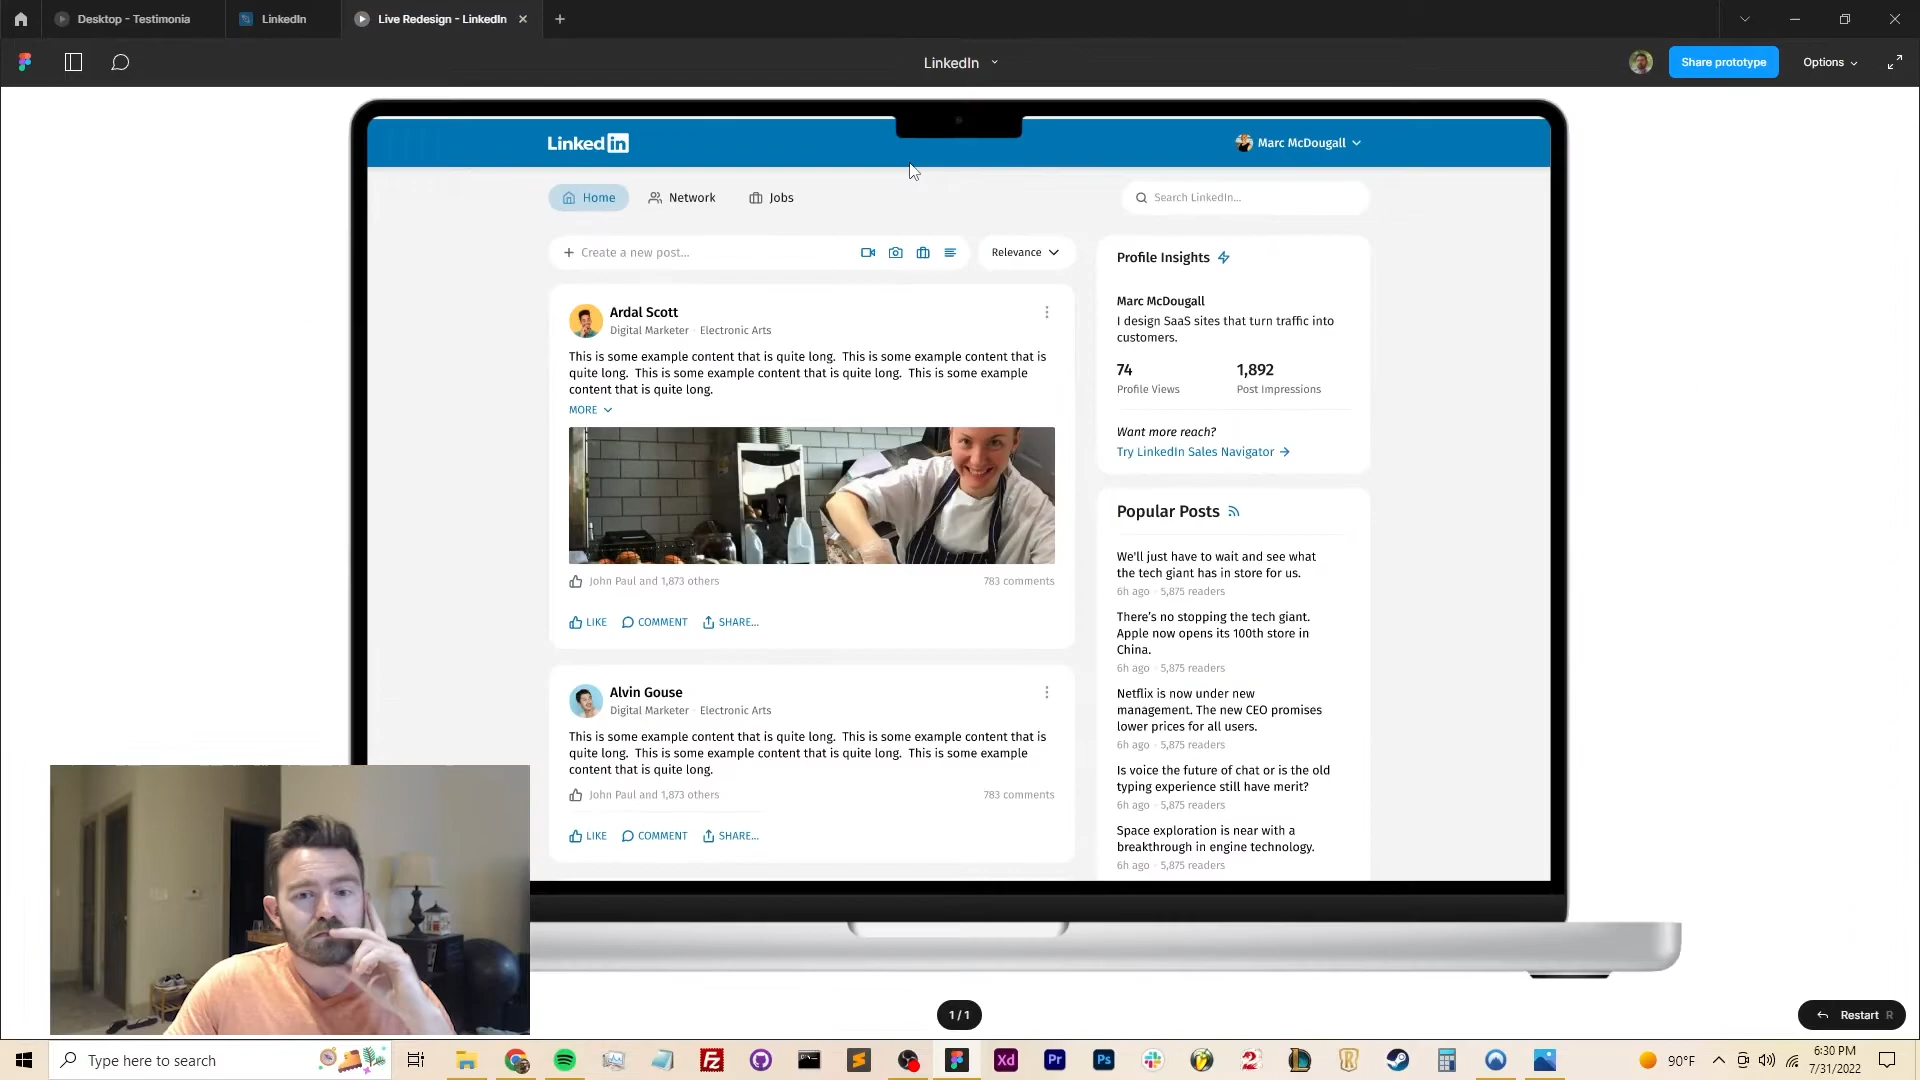 Desktop - Testimonia
LinkedIn
Live Redesign - LinkedIn
LinkedIn
Share prototype
Options
Linked in
Marc McDougall
Home
Network
Jobs
Search LinkedIn...
Create a new post...
Relevance
Ardal Scott
Digital Marketer · Electronic Arts
This is some example content that is quite long. This is some example content that is
quite long. This is some example content that is quite long. This is some example
content that is quite long.
MORE
John Paul and 1,873 others
783 comments
LIKE
COMMENT
SHARE...
Alvin Gouse
Digital Marketer · Electronic Arts
This is some example content that is quite long. This is some example content that is
quite long. This is some example content that is quite long. This is some example
content that is quite long.
John Paul and 1,873 others
783 comments
LIKE
COMMENT
SHARE...
Profile Insights
Marc McDougall
I design SaaS sites that turn traffic into
customers.
74
Profile Views
1,892
Post Impressions
Want more reach?
Try LinkedIn Sales Navigator
Popular Posts
We'll just have to wait and see what
the tech giant has in store for us.
6h ago · 5,875 readers
There's no stopping the tech giant.
Apple now opens its 100th store in
China.
6h ago · 5,875 readers
Netflix is now under new
management. The new CEO promises
lower prices for all users.
6h ago · 5,875 readers
Is voice the future of chat or is the old
typing experience still have merit?
6h ago · 5,875 readers
Space exploration is near with a
breakthrough in engine technology.
6h ago · 5,875 readers
1 / 1
Restart R
Type here to search
Xd
Pr
Ps
90°F
6:30 PM
7/31/2022